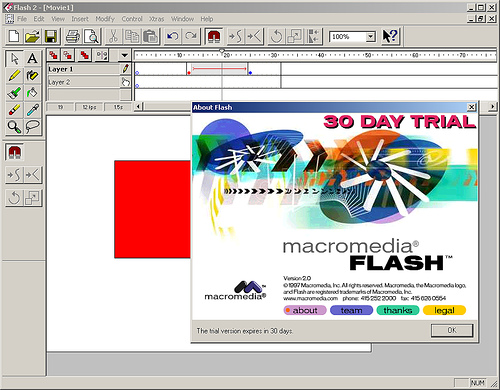 Flash 2 - [Movie1]
File Edit View Insert Modify Control Xtras Window Help
100%
Layer 1
Layer 2
19 12 fps 1.5s
About Flash
30 DAY TRIAL
macromedia®
FLASH™
macromedia®
Version 2.0
© 1997 Macromedia, Inc. All rights reserved. Macromedia, the Macromedia logo,
and Flash are registered trademarks of Macromedia, Inc.
www.macromedia.com phone: 415 252 2000 fax: 415 626 0554
about team thanks legal
The trial version expires in 30 days.
OK
NUM